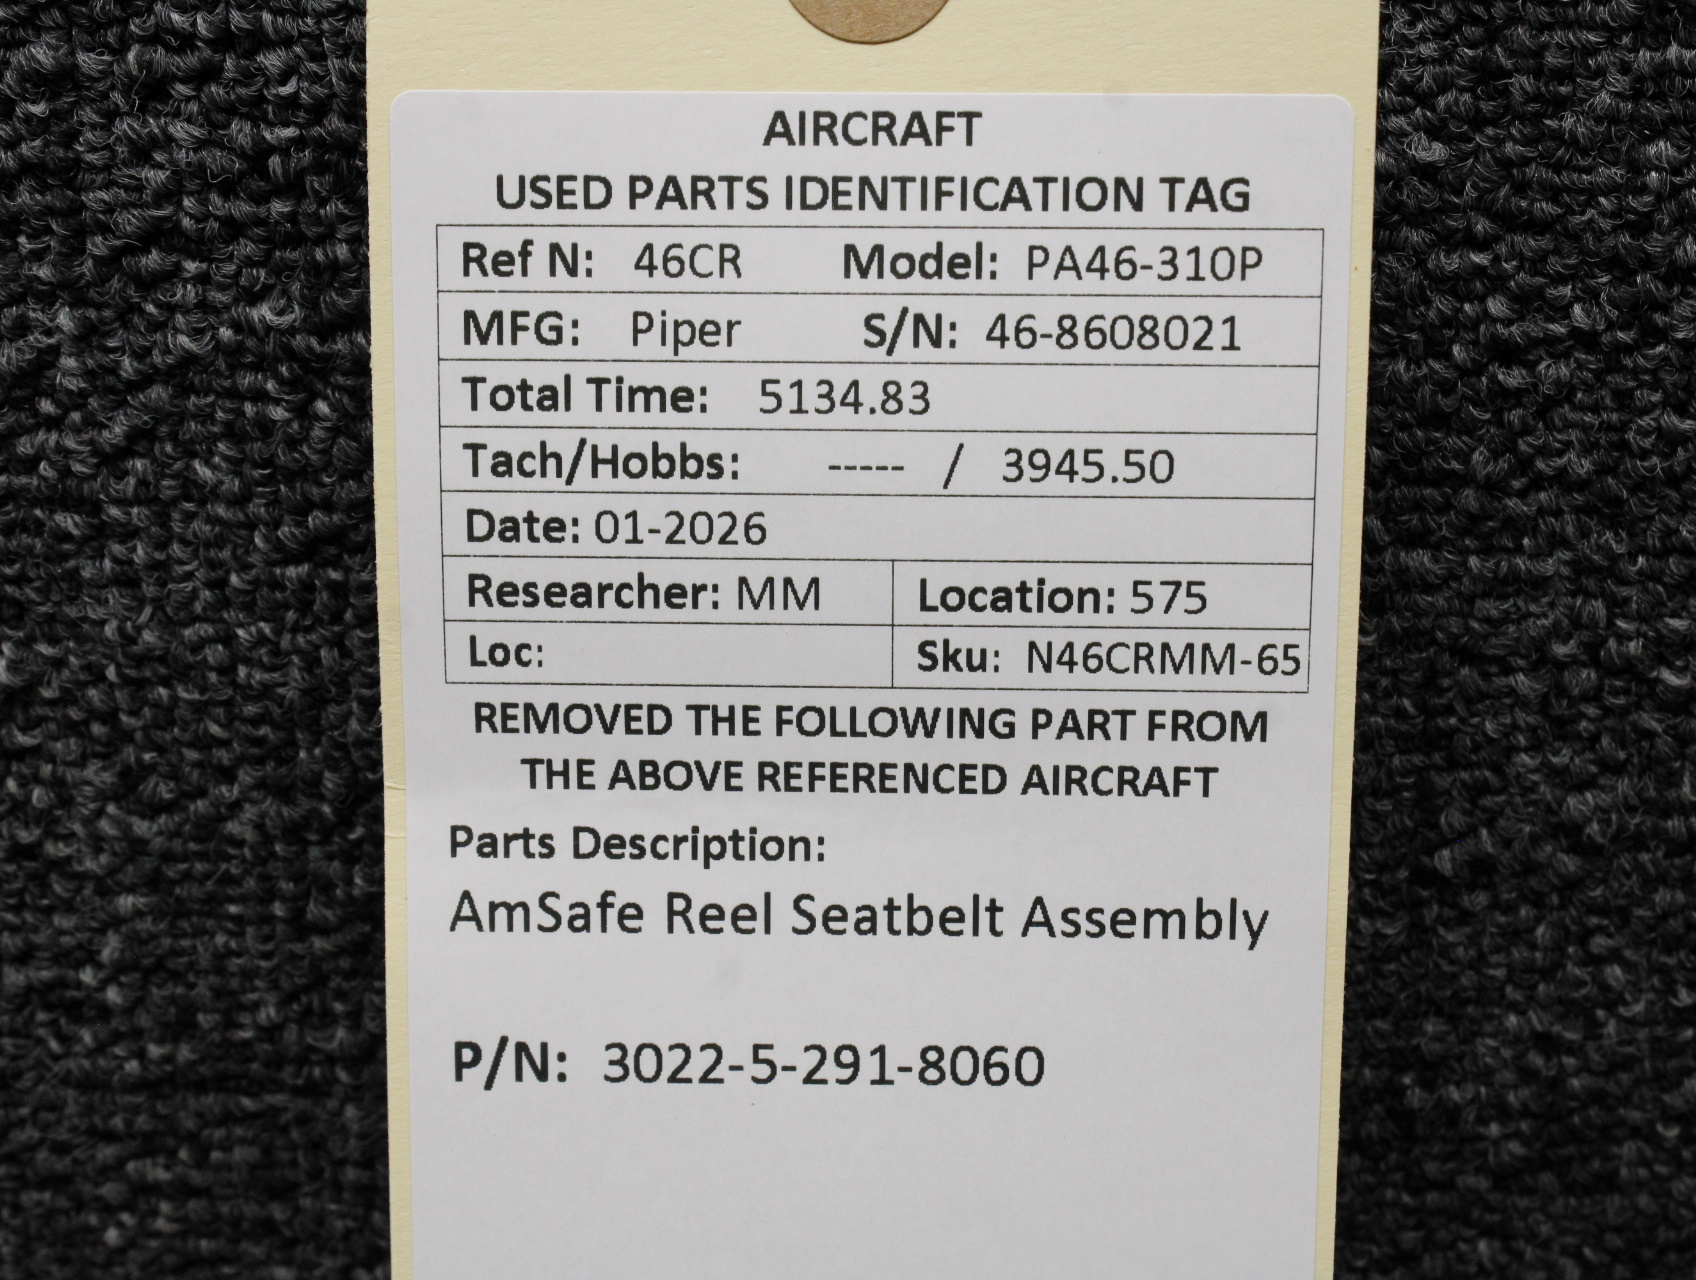 AIRCRAFT
USED PARTS IDENTIFICATION TAG
Ref N: 46CR Model: PA46-310P
MFG: Piper S/N: 46-8608021
Total Time: 5134.83
Tach/Hobbs: ----- / 3945.50
Date: 01-2026
Researcher: MM Location: 575
Loc: Sku: N46CRMM-65
REMOVED THE FOLLOWING PART FROM
THE ABOVE REFERENCED AIRCRAFT
Parts Description:
AmSafe Reel Seatbelt Assembly
P/N: 3022-5-291-8060